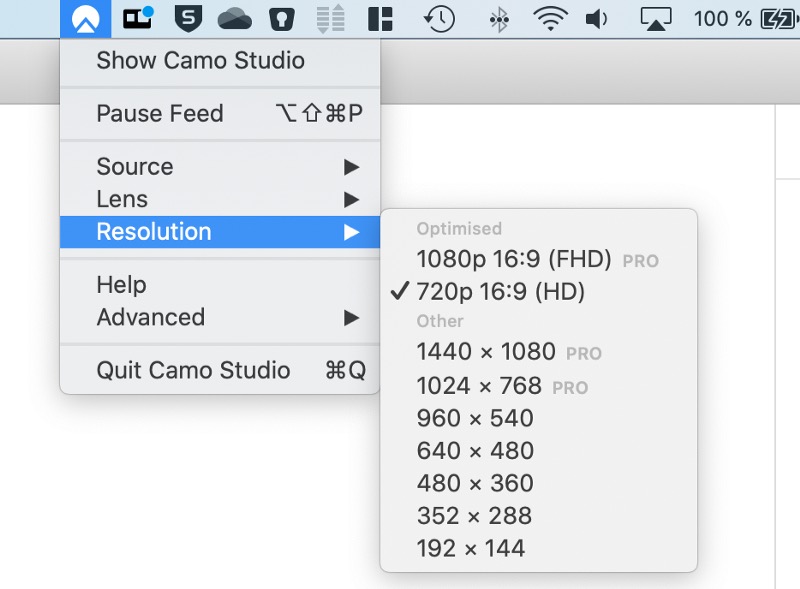 S
100 %
Show Camo Studio
Pause Feed ⌥⇧⌘P
Source
Lens
Resolution
Optimised
1080p 16:9 (FHD) PRO
720p 16:9 (HD)
Other
1440 × 1080 PRO
1024 × 768 PRO
960 × 540
640 × 480
480 × 360
352 × 288
192 × 144
Help
Advanced
Quit Camo Studio ⌘Q